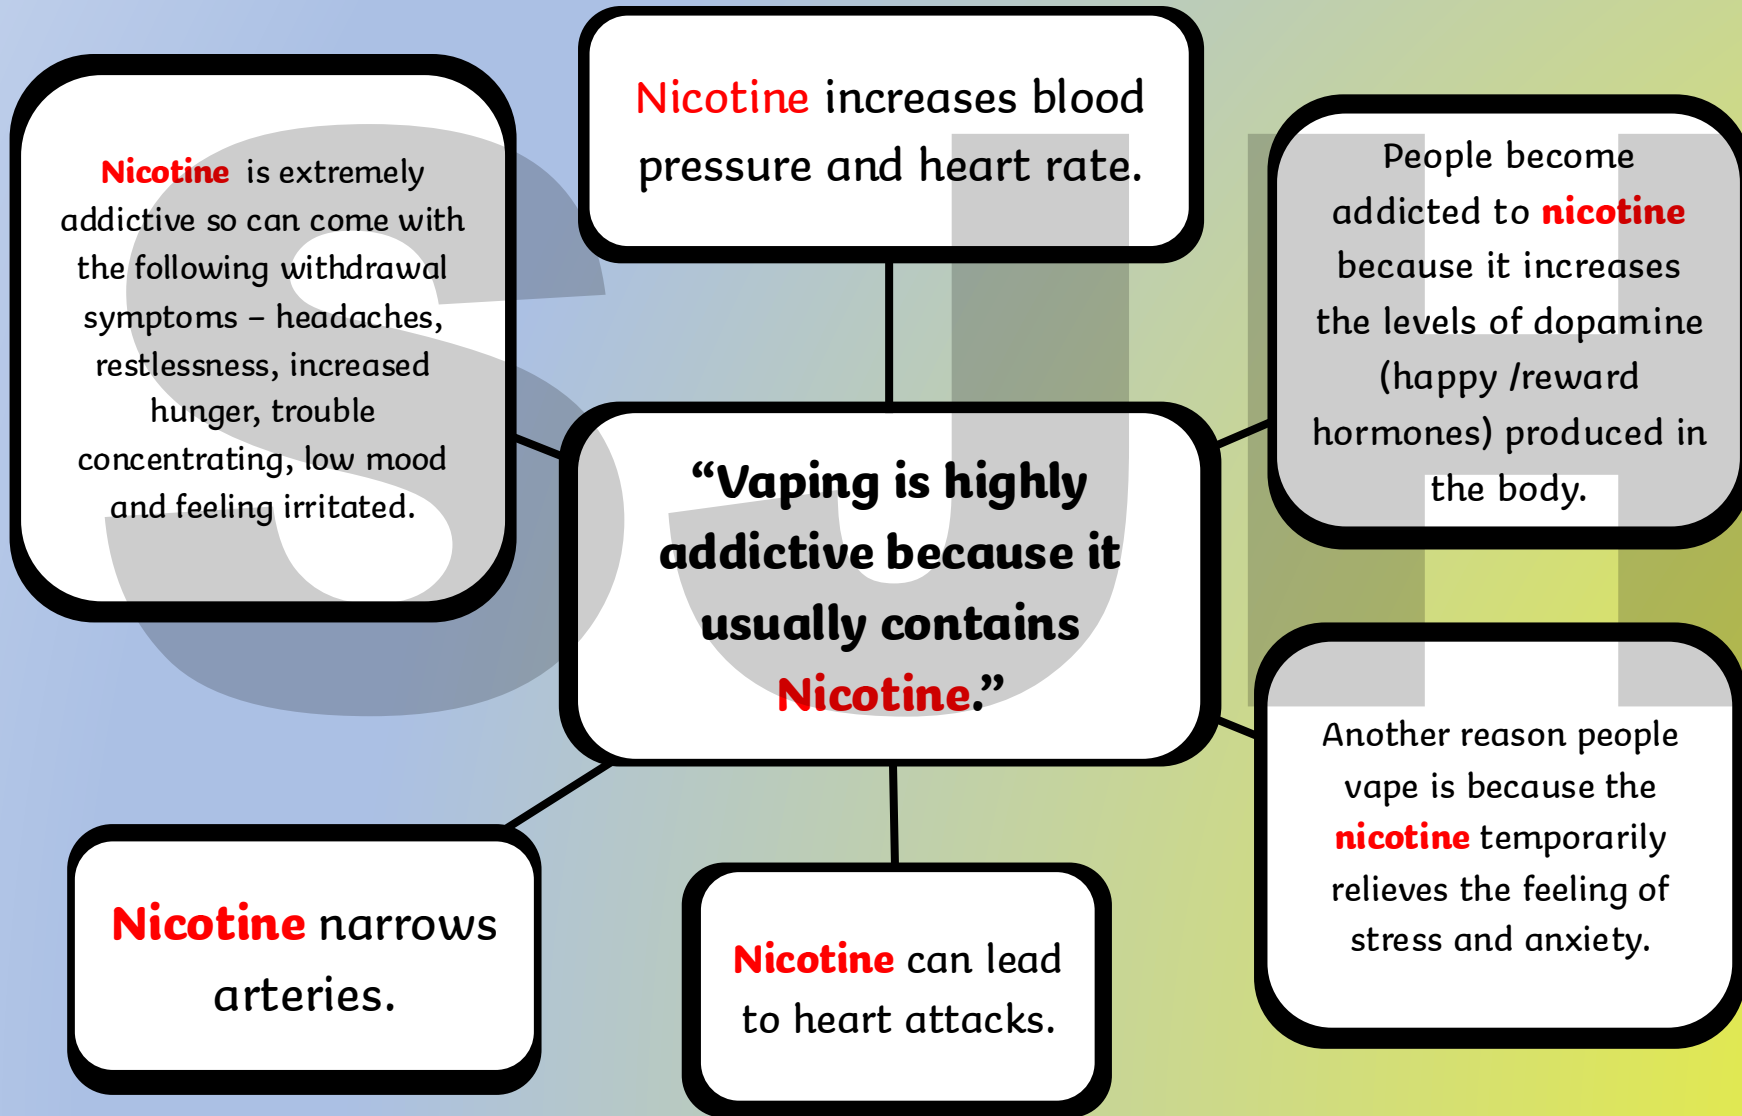 Nicotine increases blood
pressure and heart rate.
Nicotine is extremely
addictive so can come with
the following withdrawal
symptoms – headaches,
restlessness, increased
hunger, trouble
concentrating, low mood
and feeling irritated.
People become
addicted to nicotine
because it increases
the levels of dopamine
(happy /reward
hormones) produced in
the body.
“Vaping is highly
addictive because it
usually contains
Nicotine.”
Another reason people
vape is because the
nicotine temporarily
relieves the feeling of
stress and anxiety.
Nicotine narrows
arteries.
Nicotine can lead
to heart attacks.
SJH